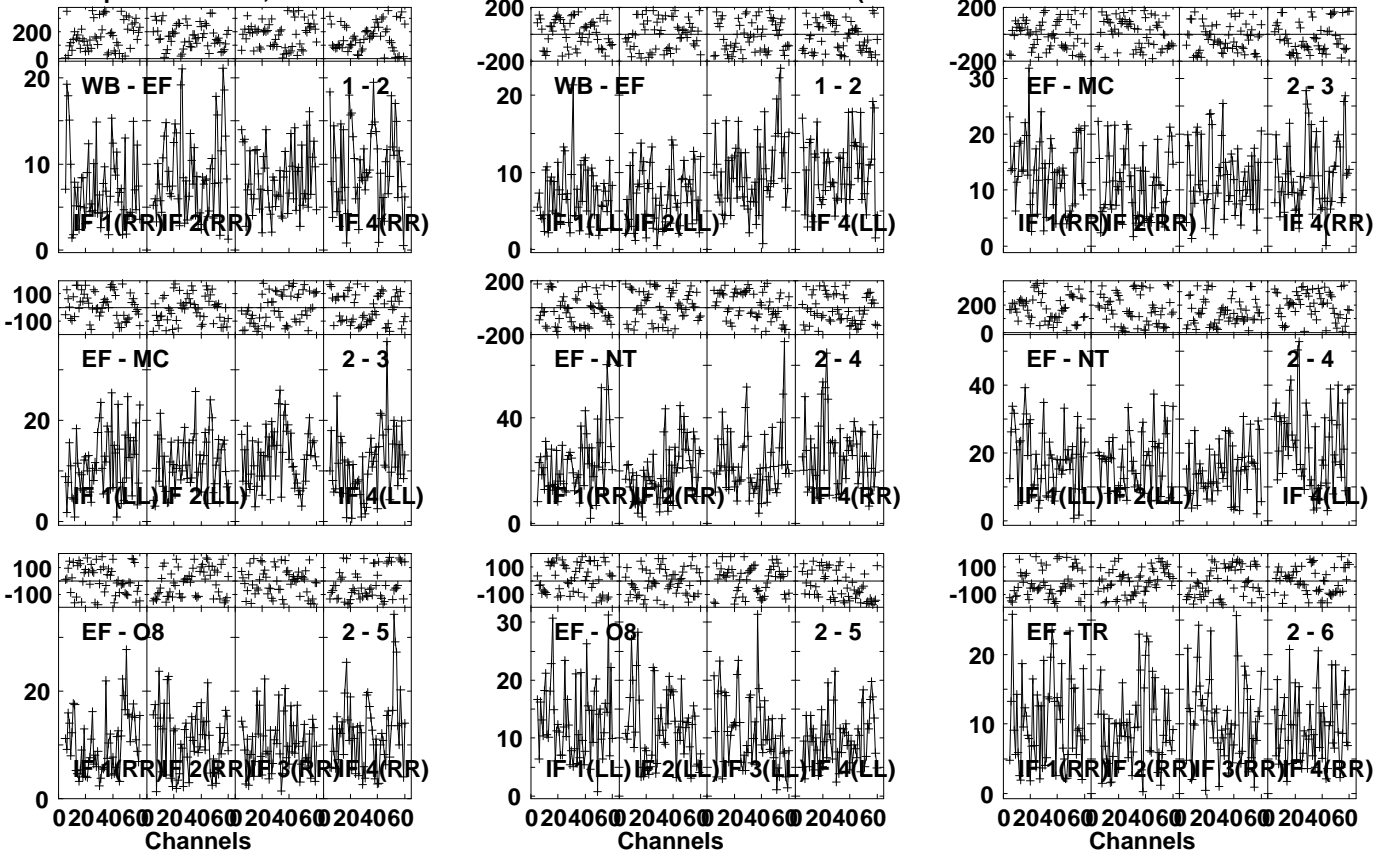 200
0
20
10
0
WB - EF 1 - 2
IF 1(RR) IF 2(RR) IF 4(RR)
200
-200
20
10
0
WB - EF 1 - 2
IF 1(LL) IF 2(LL) IF 4(LL)
200
-200
30
20
10
0
EF - MC 2 - 3
IF 1(RR) IF 2(RR) IF 4(RR)
100
-100
20
0
EF - MC 2 - 3
IF 1(LL) IF 2(LL) IF 4(LL)
200
-200
40
20
0
EF - NT 2 - 4
IF 1(RR) IF 2(RR) IF 4(RR)
200
0
40
20
0
EF - NT 2 - 4
IF 1(LL) IF 2(LL) IF 4(LL)
100
-100
20
0
EF - O8 2 - 5
IF 1(RR) IF 2(RR) IF 3(RR) IF 4(RR)
0 20 40 60 0 20 40 60 0 20 40 60 0 20 40 60
Channels
100
-100
30
20
10
0
EF - O8 2 - 5
IF 1(LL) IF 2(LL) IF 3(LL) IF 4(LL)
0 20 40 60 0 20 40 60 0 20 40 60 0 20 40 60
Channels
100
-100
20
10
0
EF - TR 2 - 6
IF 1(RR) IF 2(RR) IF 3(RR) IF 4(RR)
0 20 40 60 0 20 40 60 0 20 40 60 0 20 40 60
Channels